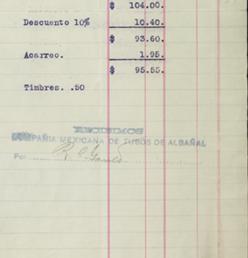 $ 104.00.
Descuento 10% 10.40.
$ 93.60
Acarreo. 1.95.
$ 95.55.
Timbres. .50
RECIBIMOS
COMPAÑIA MEXICANA DE TUBOS DE ALBAÑAL
Por